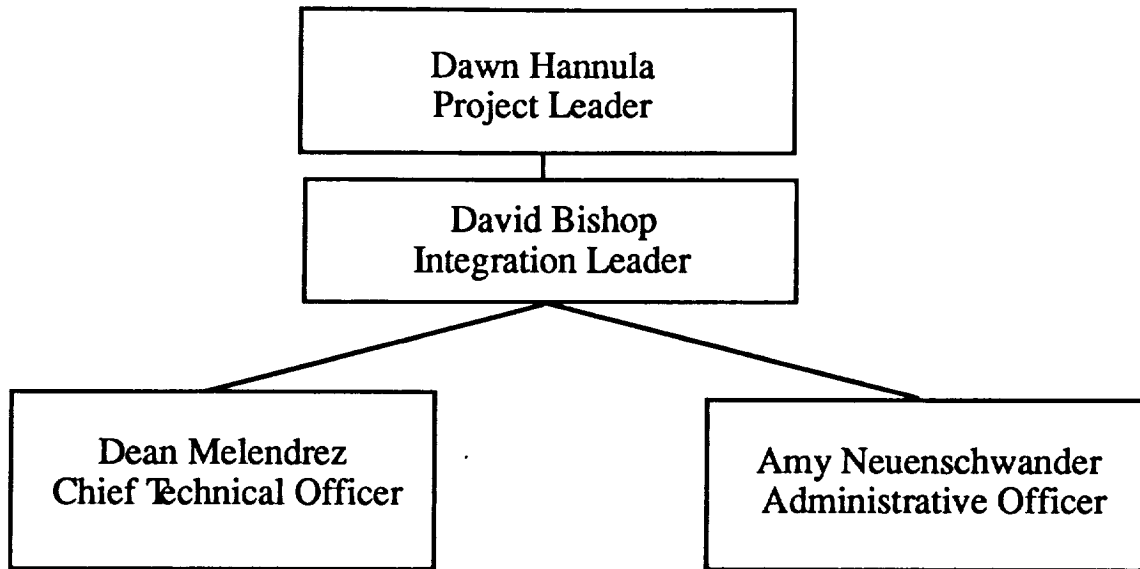 Dawn Hannula
Project Leader
David Bishop
Integration Leader
Dean Melendrez
Chief Technical Officer
Amy Neuenschwander
Administrative Officer